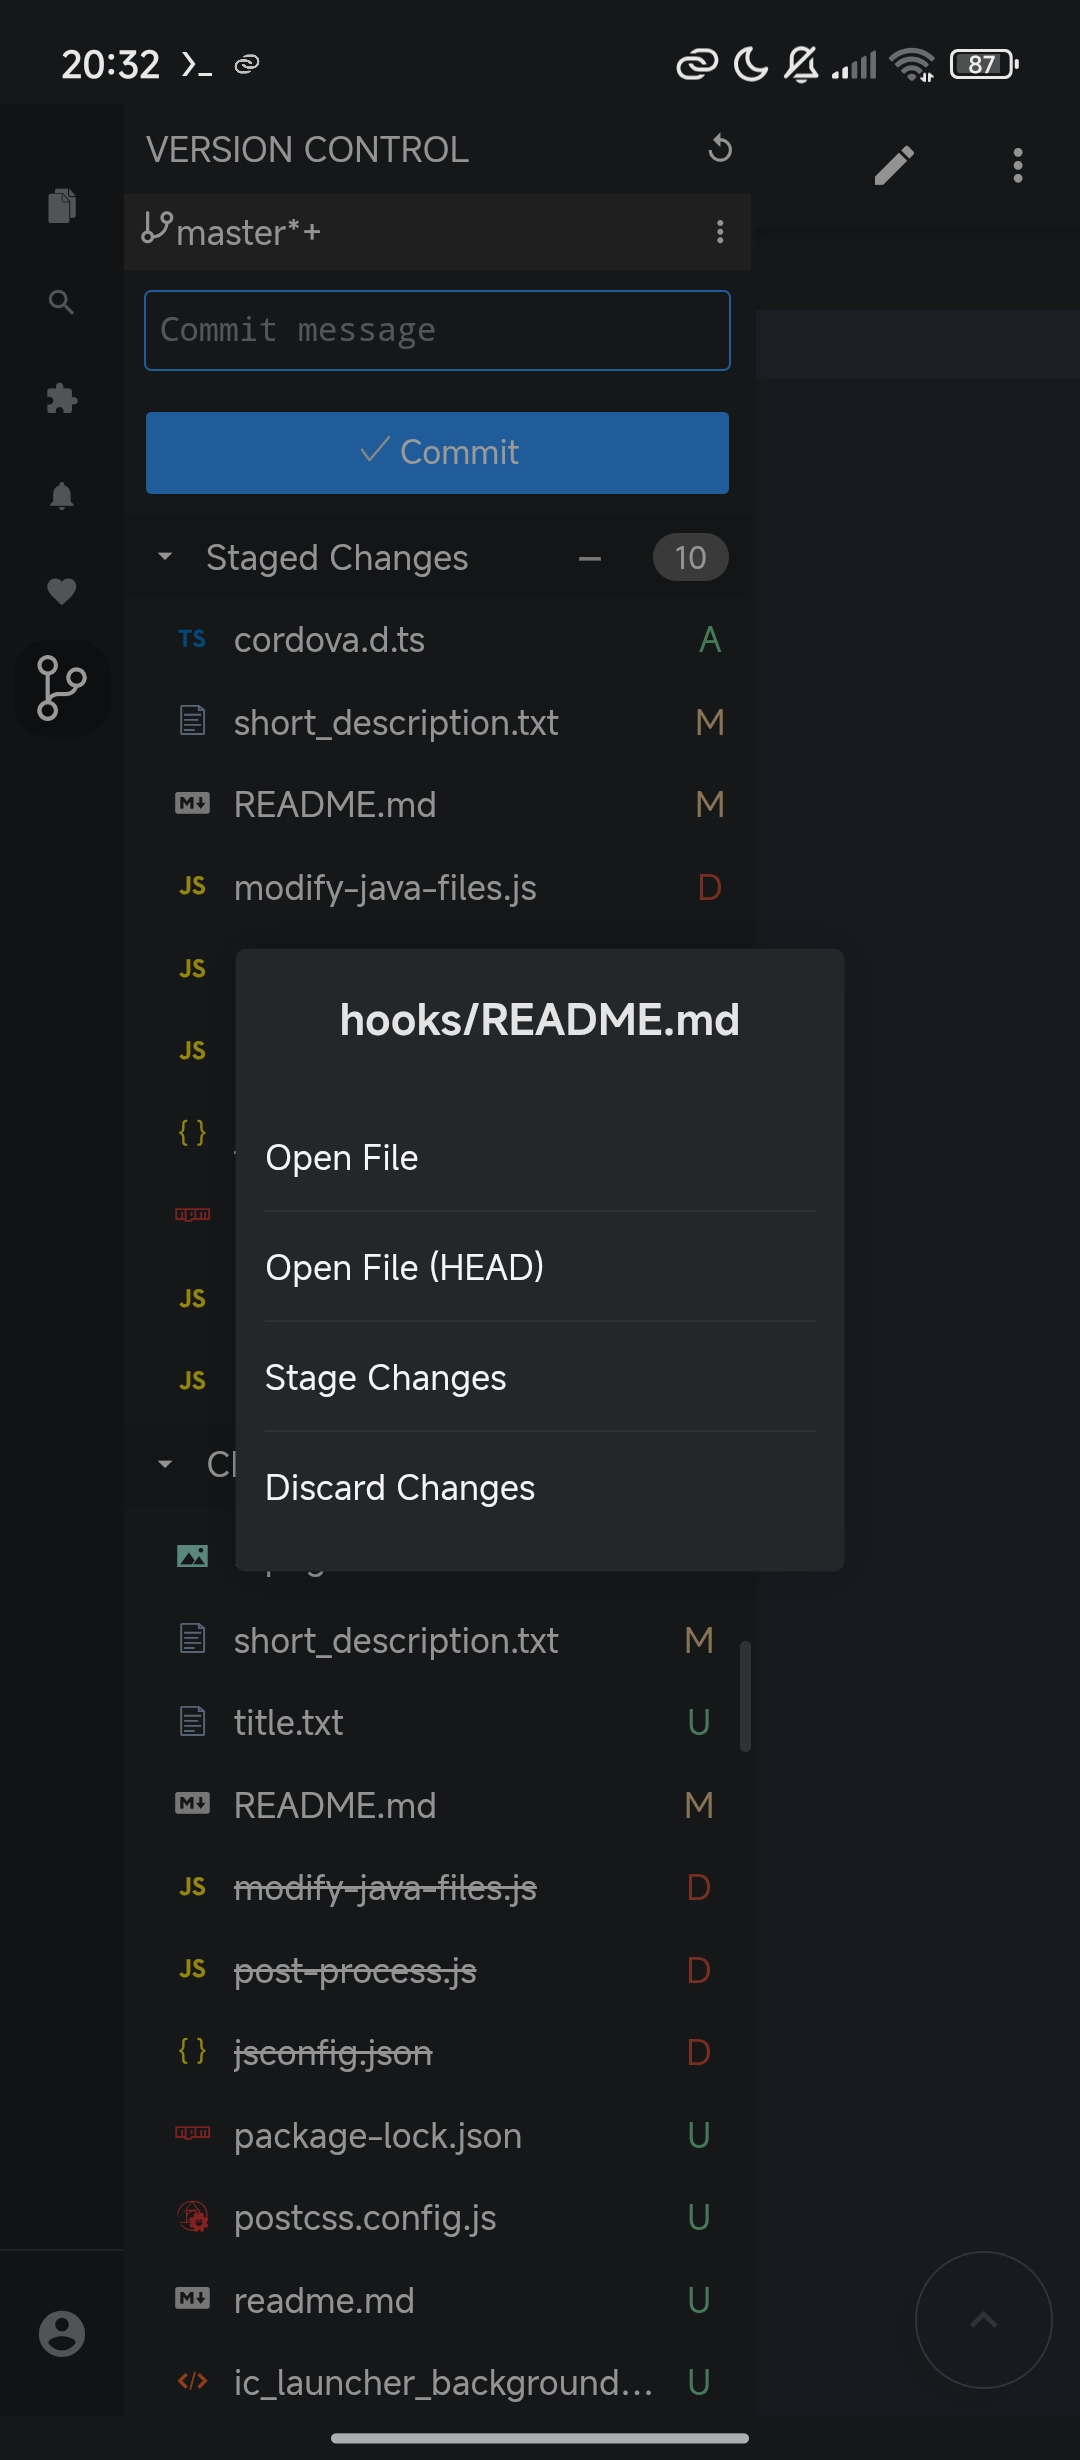 20:32
87
VERSION CONTROL
master*+
Commit message
Commit
Staged Changes 10
TS cordova.d.ts A
short_description.txt M
README.md M
JS modify-java-files.js D
JS
hooks/README.md
JS
{ }
Open File
npm
Open File (HEAD)
JS
Stage Changes
JS
Discard Changes
short_description.txt M
title.txt U
README.md M
JS modify-java-files.js D
JS post-process.js D
{ } jsconfig.json D
npm package-lock.json U
postcss.config.js U
readme.md U
</> ic_launcher_background... U